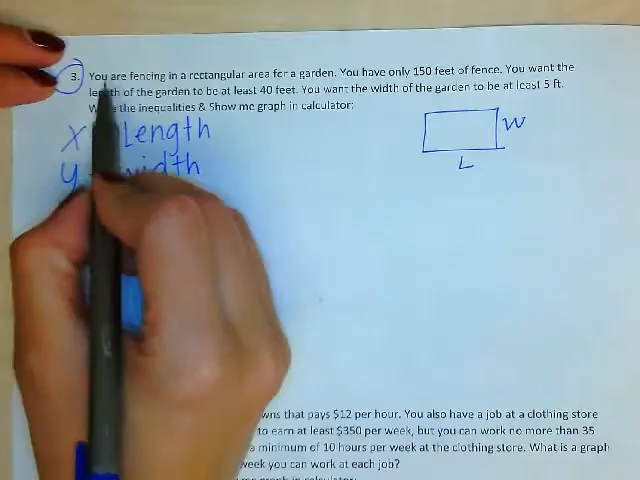 3. You are fencing in a rectangular area for a garden. You have only 150 feet of fence. You want the
length of the garden to be at least 40 feet. You want the width of the garden to be at least 5 ft.
the inequalities & Show me graph in calculator:
x Length
y width
W
L
wns that pays $12 per hour. You also have a job at a clothing store
to earn at least $350 per week, but you can work no more than 35
a minimum of 10 hours per week at the clothing store. What is a graph
week you can work at each job?